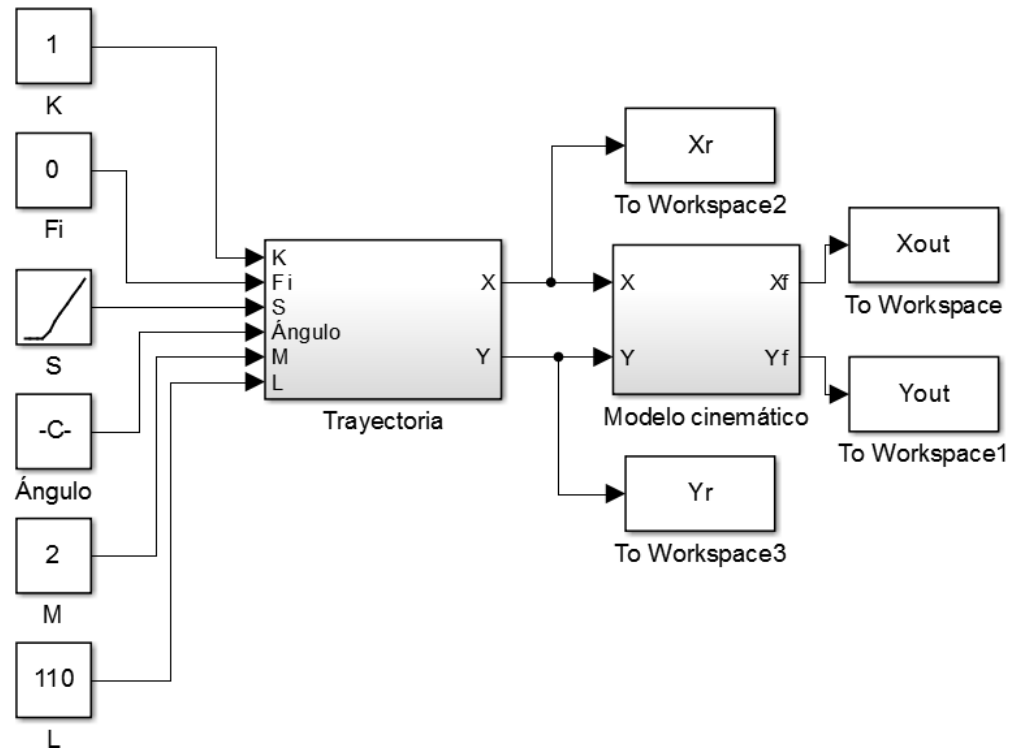 1
K
0
Fi
S
-C-
Ángulo
2
M
110
L
K
Fi
S
Ángulo
M
L
X
Y
Trayectoria
Xr
To Workspace2
X
Y
Xf
Yf
Modelo cinemático
Yr
To Workspace3
Xout
To Workspace
Yout
To Workspace1